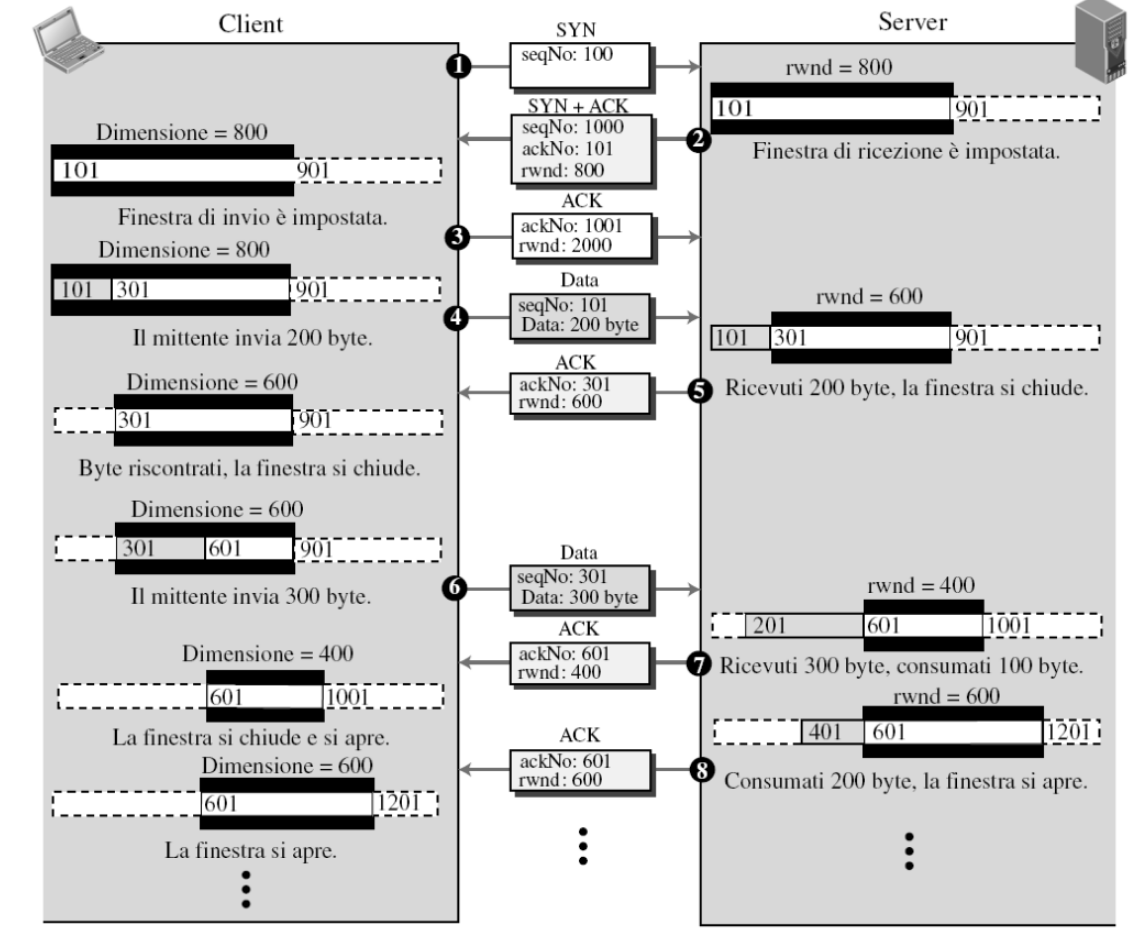 Client
Server
SYN
seqNo: 100
1
rwnd = 800
101
901
Finestra di ricezione è impostata.
SYN + ACK
seqNo: 1000
ackNo: 101
rwnd: 800
2
Dimensione = 800
101
901
Finestra di invio è impostata.
ACK
ackNo: 1001
rwnd: 2000
3
Dimensione = 800
101
301
901
Il mittente invia 200 byte.
Data
seqNo: 101
Data: 200 byte
4
rwnd = 600
101
301
901
Ricevuti 200 byte, la finestra si chiude.
ACK
ackNo: 301
rwnd: 600
5
Dimensione = 600
301
901
Byte riscontrati, la finestra si chiude.
Dimensione = 600
301
601
901
Il mittente invia 300 byte.
Data
seqNo: 301
Data: 300 byte
6
rwnd = 400
201
601
1001
Ricevuti 300 byte, consumati 100 byte.
ACK
ackNo: 601
rwnd: 400
7
Dimensione = 400
601
1001
La finestra si chiude e si apre.
rwnd = 600
401
601
1201
Consumati 200 byte, la finestra si apre.
ACK
ackNo: 601
rwnd: 600
8
Dimensione = 600
601
1201
La finestra si apre.